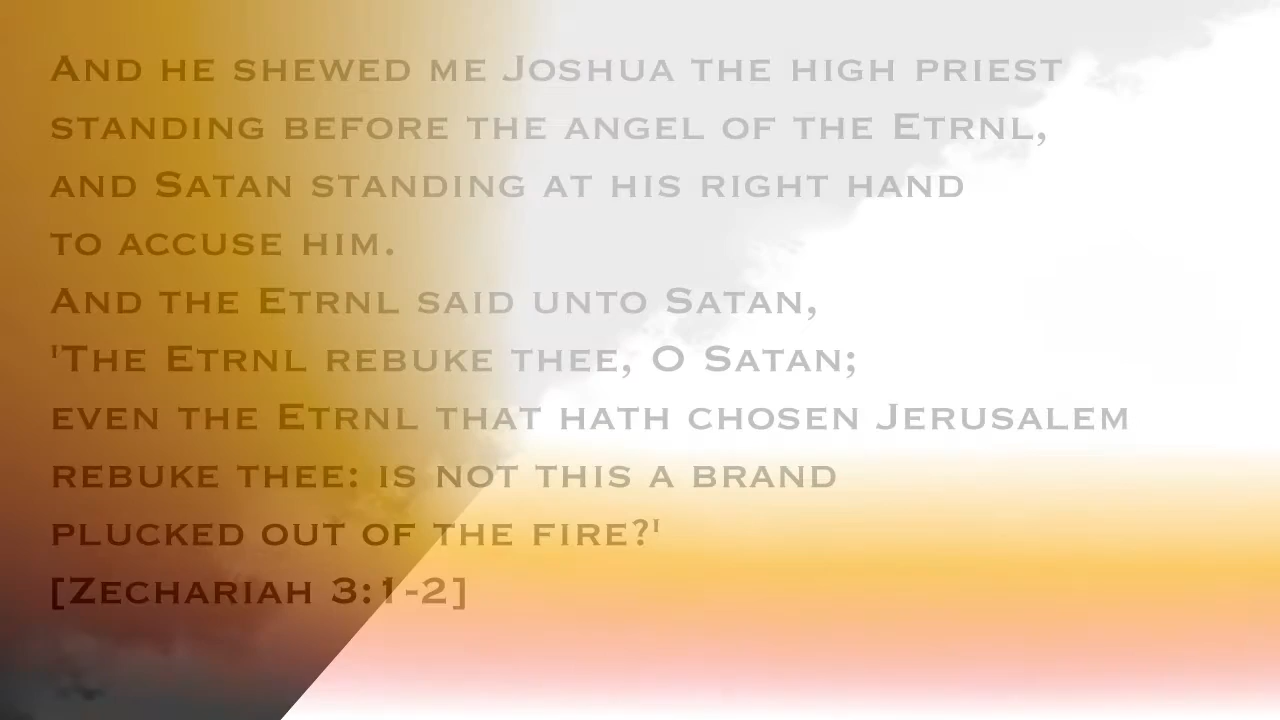 And he shewed me Joshua the high priest
standing before the angel of the Etrnl,
and Satan standing at his right hand
to accuse him.
And the Etrnl said unto Satan,
'The Etrnl rebuke thee, O Satan;
even the Etrnl that hath chosen Jerusalem
rebuke thee: is not this a brand
plucked out of the fire?'
[Zechariah 3:1-2]